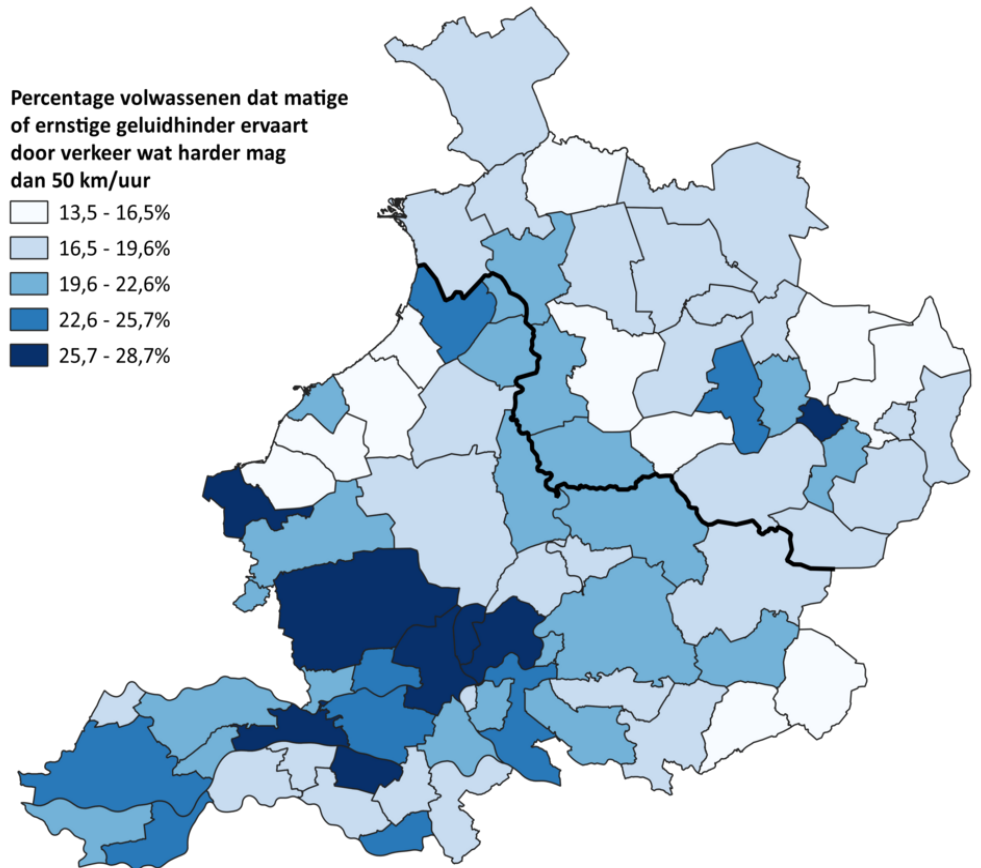 Percentage volwassenen dat matige
of ernstige geluidhinder ervaart
door verkeer wat harder mag
dan 50 km/uur
13,5 - 16,5%
16,5 - 19,6%
19,6 - 22,6%
22,6 - 25,7%
25,7 - 28,7%